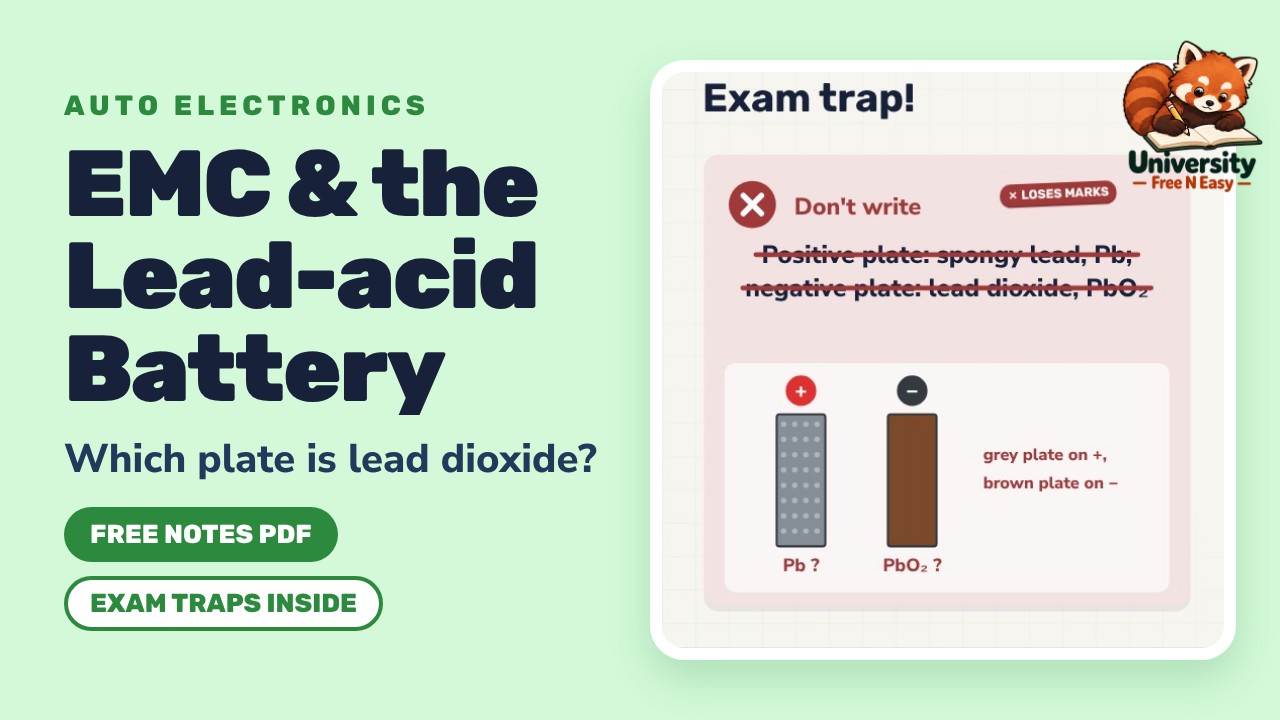 AUTO ELECTRONICS
EMC & the
Lead-acid
Battery
Which plate is lead dioxide?
FREE NOTES PDF
EXAM TRAPS INSIDE
Exam trap!
Don't write
× LOSES MARKS
Positive plate: spongy lead, Pb;
negative plate: lead dioxide, PbO₂
+
−
grey plate on +,
brown plate on −
Pb ?
PbO₂ ?
University
— Free N Easy —